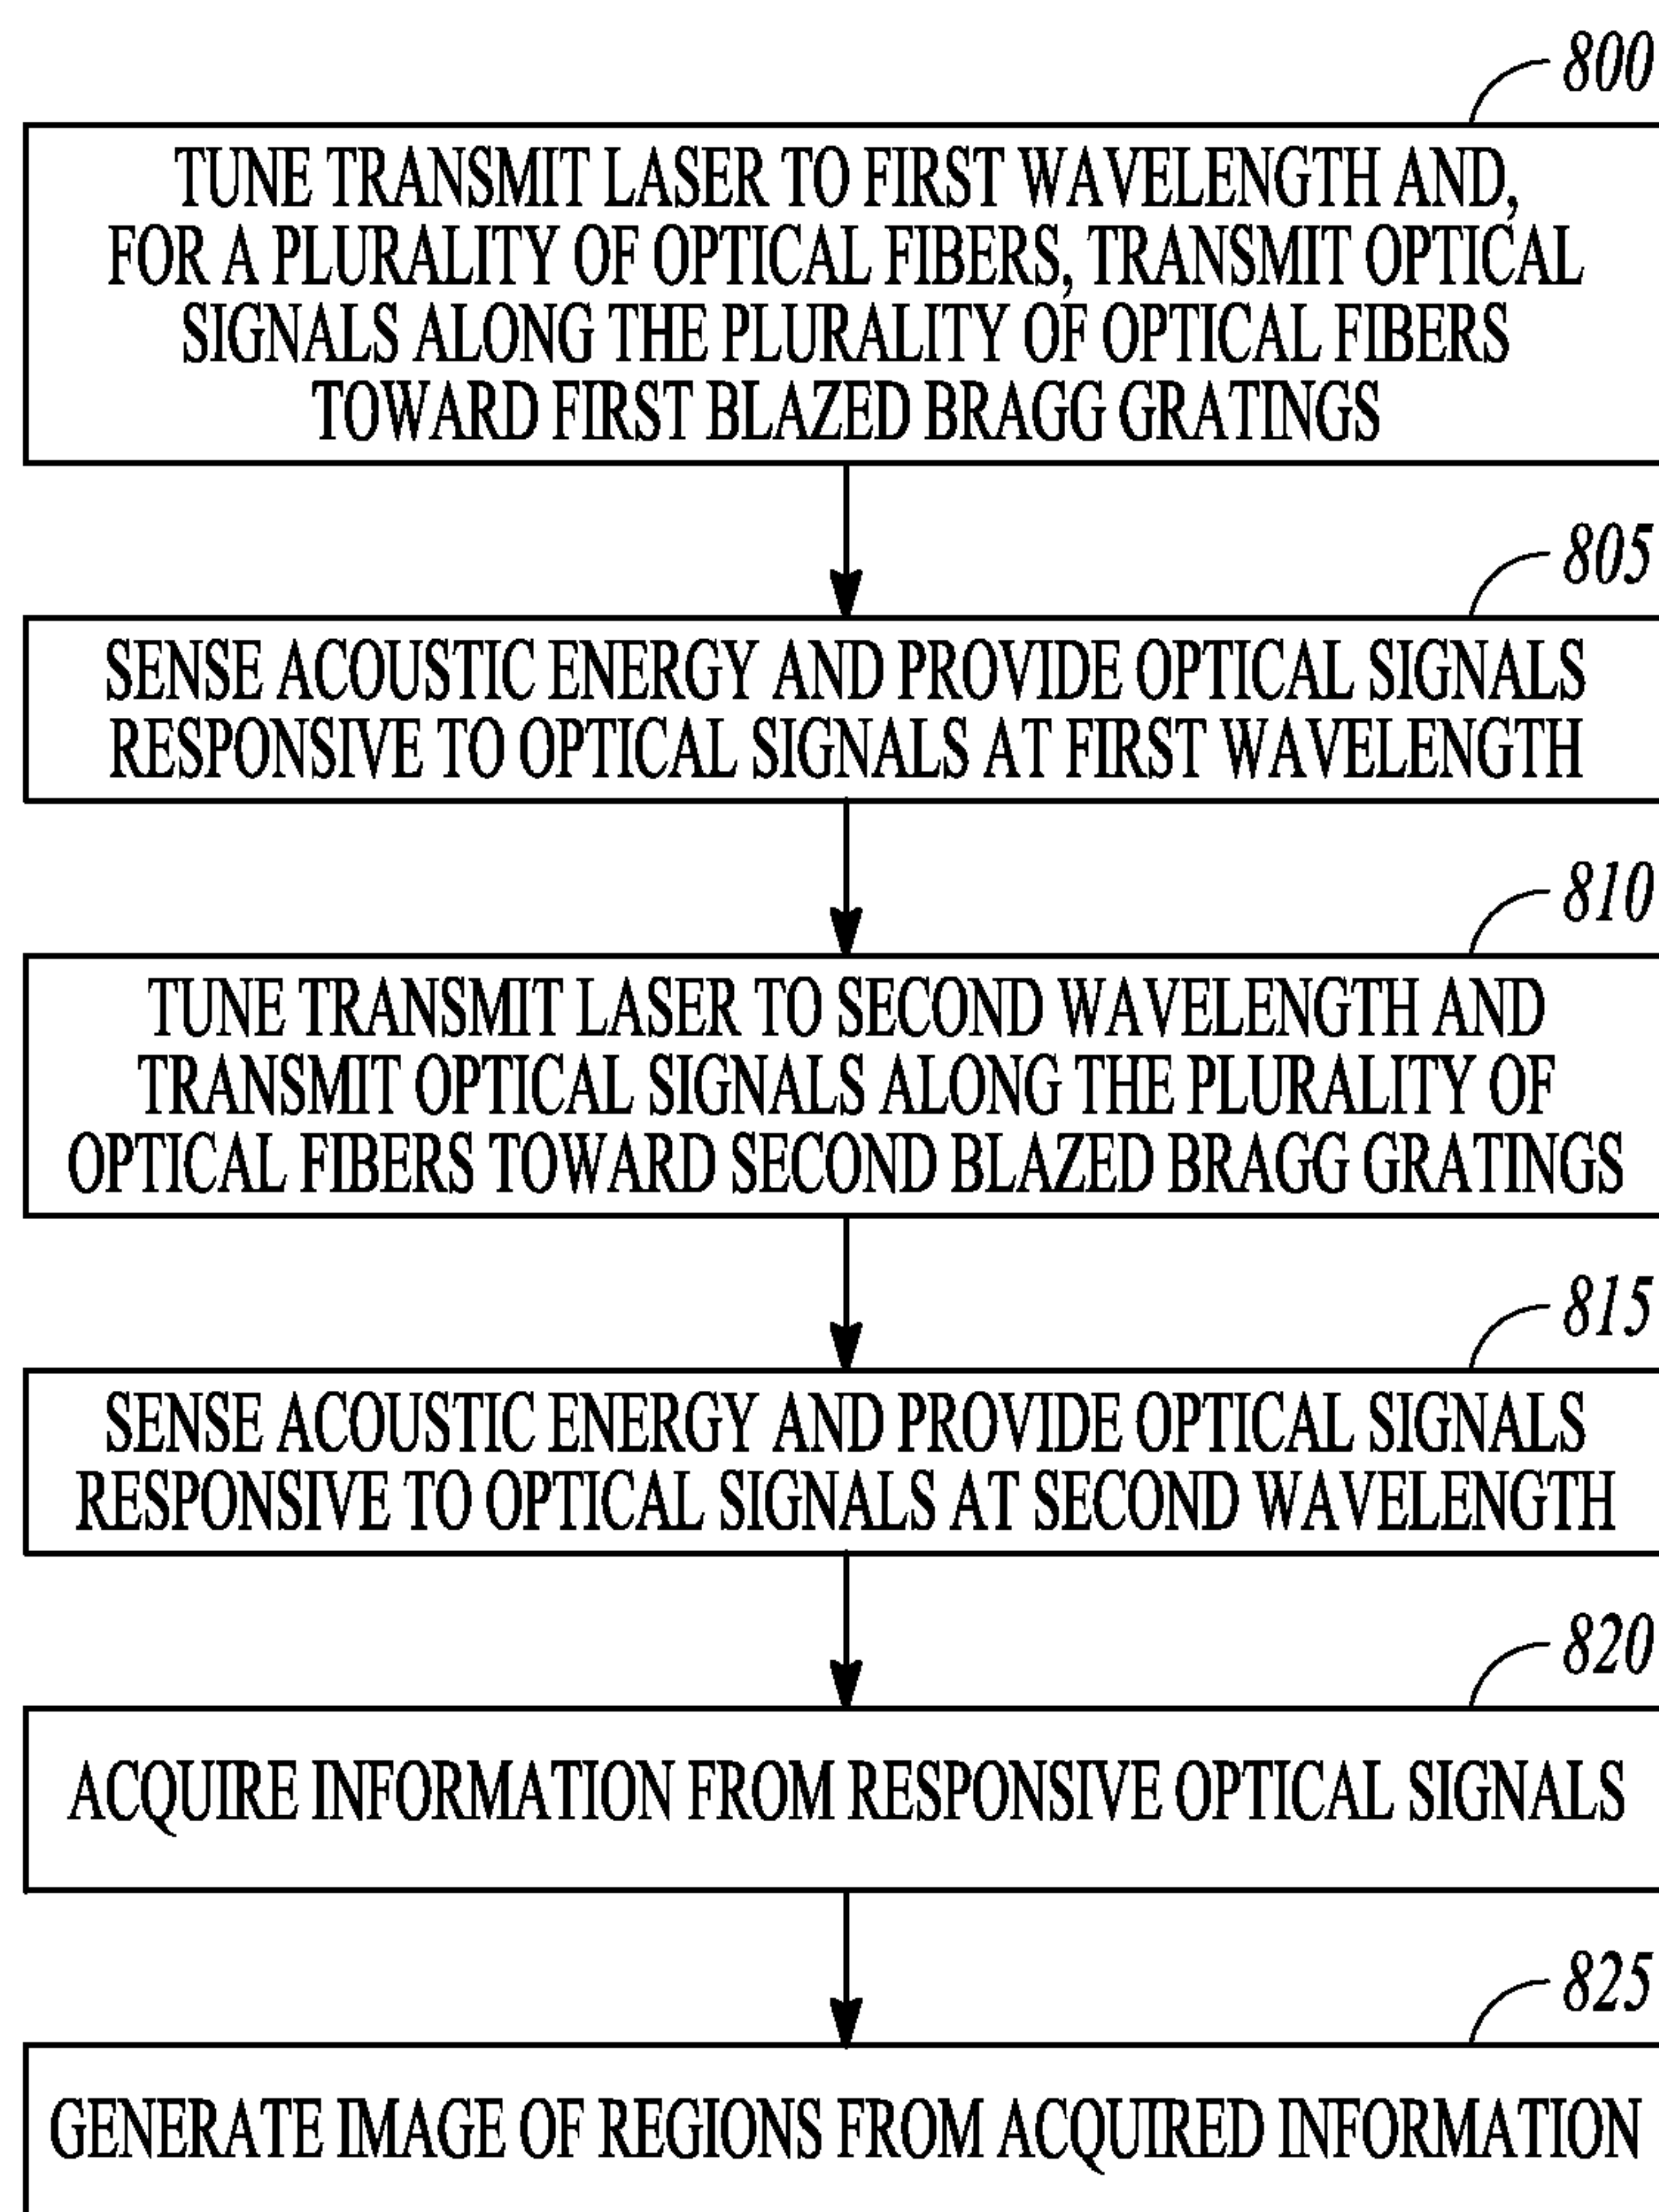 800
TUNE TRANSMIT LASER TO FIRST WAVELENGTH AND,
FOR A PLURALITY OF OPTICAL FIBERS, TRANSMIT OPTICAL
SIGNALS ALONG THE PLURALITY OF OPTICAL FIBERS
TOWARD FIRST BLAZED BRAGG GRATINGS
805
SENSE ACOUSTIC ENERGY AND PROVIDE OPTICAL SIGNALS
RESPONSIVE TO OPTICAL SIGNALS AT FIRST WAVELENGTH
810
TUNE TRANSMIT LASER TO SECOND WAVELENGTH AND
TRANSMIT OPTICAL SIGNALS ALONG THE PLURALITY OF
OPTICAL FIBERS TOWARD SECOND BLAZED BRAGG GRATINGS
815
SENSE ACOUSTIC ENERGY AND PROVIDE OPTICAL SIGNALS
RESPONSIVE TO OPTICAL SIGNALS AT SECOND WAVELENGTH
820
ACQUIRE INFORMATION FROM RESPONSIVE OPTICAL SIGNALS
825
GENERATE IMAGE OF REGIONS FROM ACQUIRED INFORMATION